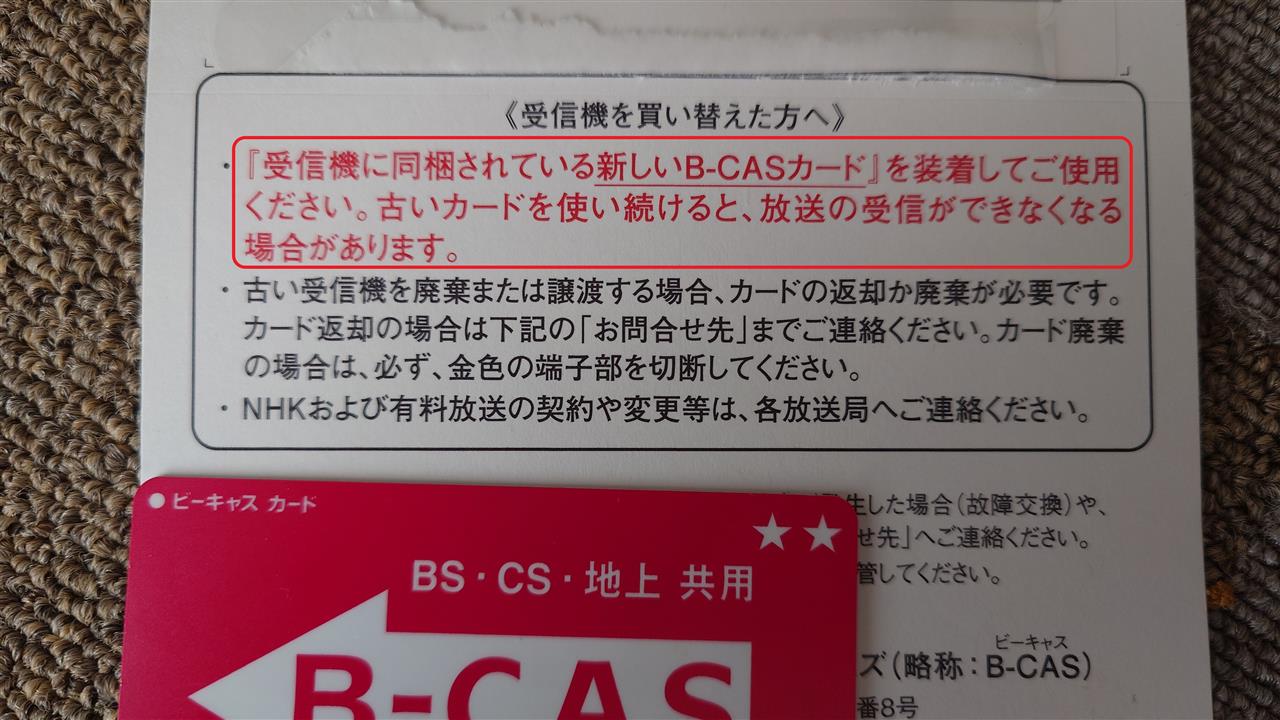 《受信機を買い替えた方へ》
・『受信機に同梱されている新しいB-CASカード』を装着してご使用
ください。古いカードを使い続けると、放送の受信ができなくなる
場合があります。
・古い受信機を廃棄または譲渡する場合、カードの返却か廃棄が必要です。
カード返却の場合は下記の「お問合せ先」までご連絡ください。カード廃棄
の場合は、必ず、金色の端子部を切断してください。
・NHKおよび有料放送の契約や変更等は、各放送局へご連絡ください。
生した場合(故障交換)や、
せ先」へご連絡ください。
管してください。
ビーキャス
ズ(略称:B-CAS)
番8号
●ビーキャス カード
★★
BS・CS・地上 共用
B-CAS